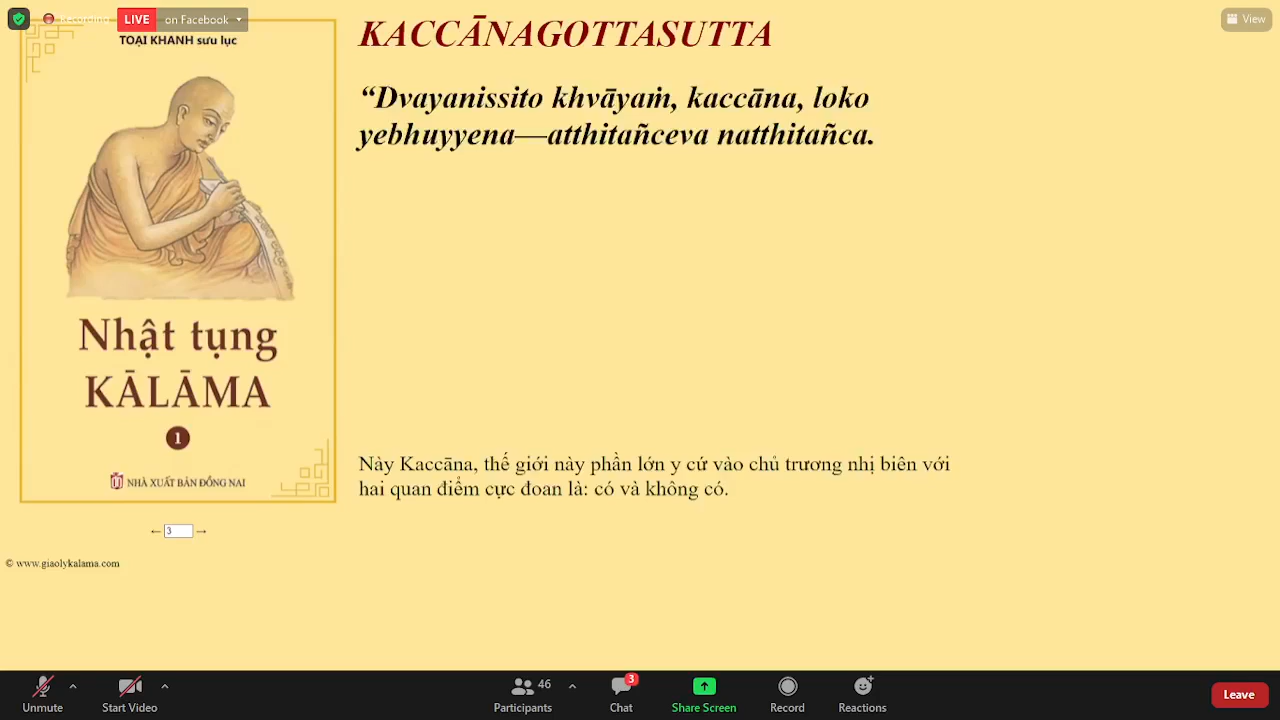 Recording
LIVE
on Facebook
View
TOẠI KHANH sưu lục
Nhật tụng
KĀLĀMA
1
NHÀ XUẤT BẢN ĐỒNG NAI
← 3 →
© www.giaolykalama.com
KACCĀNAGOTTASUTTA
“Dvayanissito khvāyaṁ, kaccāna, loko
yebhuyyena—atthitañceva natthitañca.
Này Kaccāna, thế giới này phần lớn y cứ vào chủ trương nhị biên với
hai quan điểm cực đoan là: có và không có.
Unmute
Start Video
46
Participants
3
Chat
Share Screen
Record
Reactions
Leave